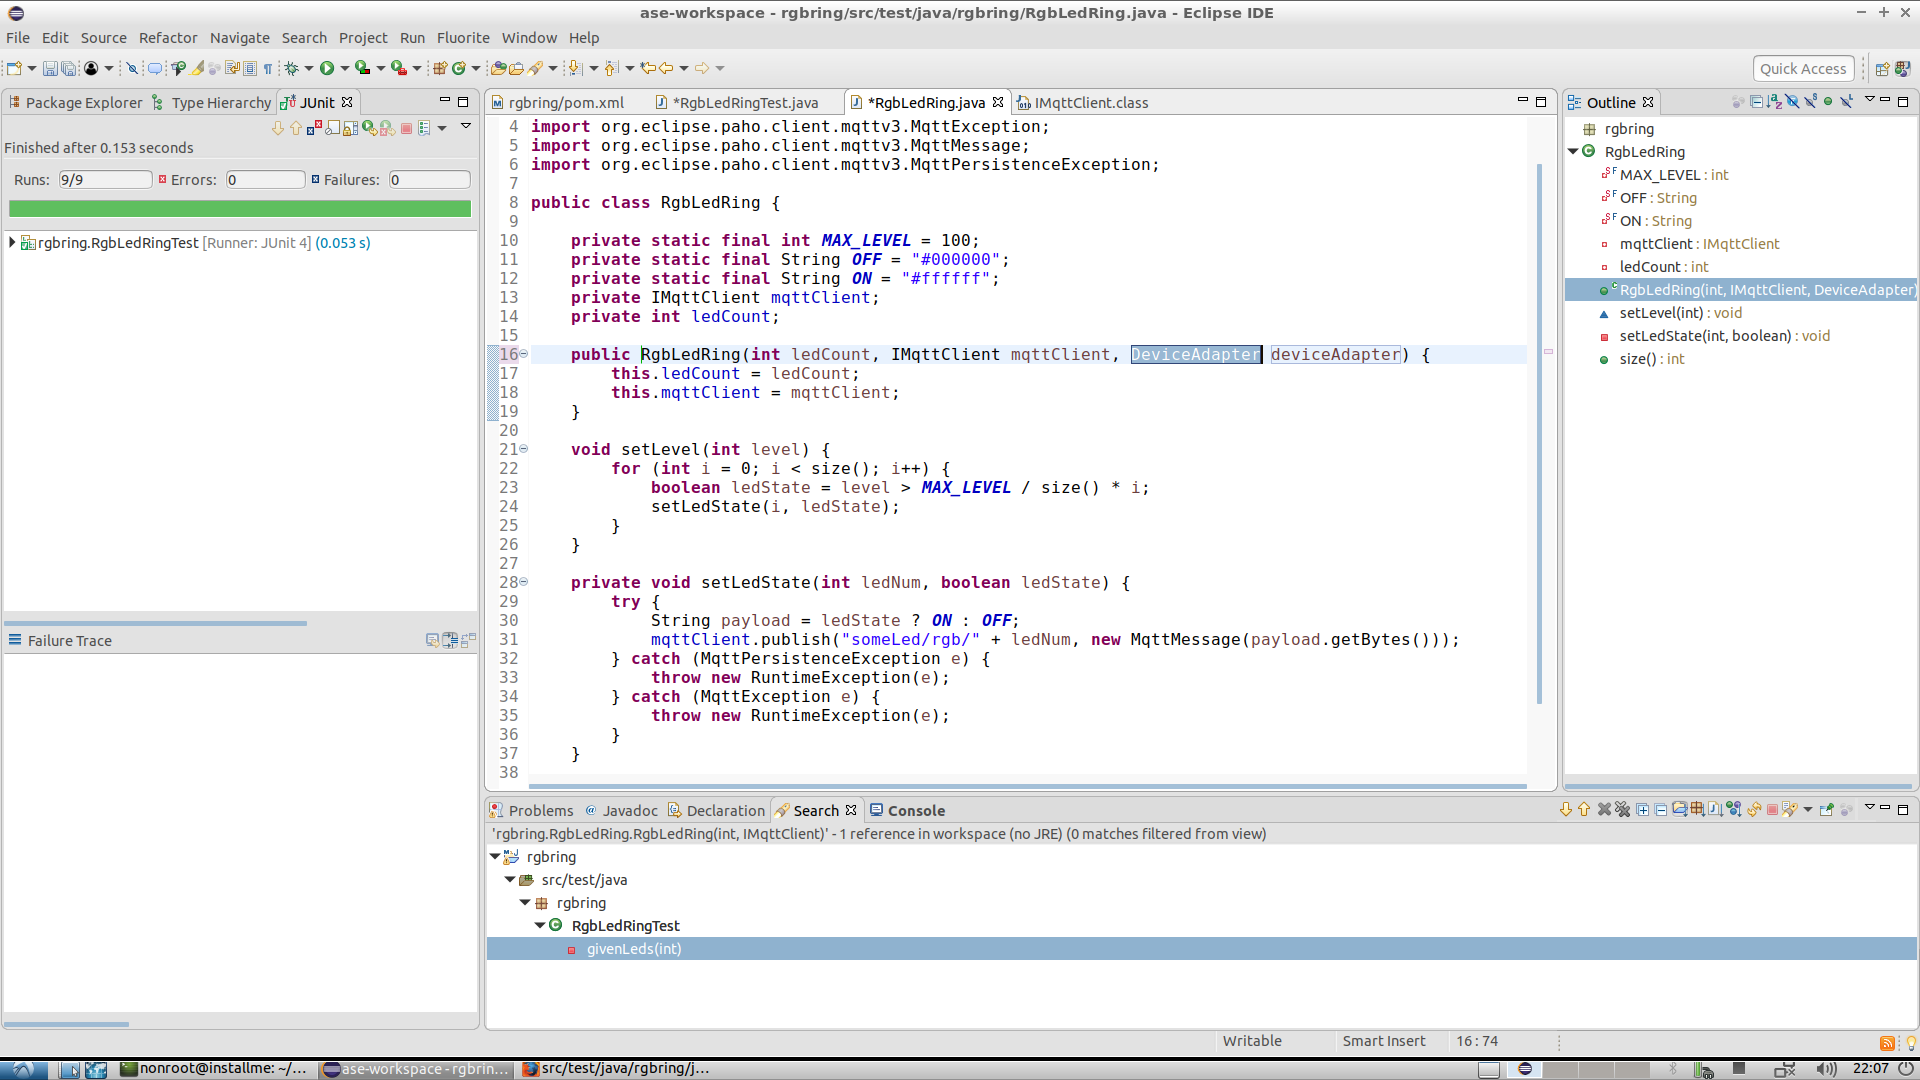 ase-workspace - rgbring/src/test/java/rgbring/RgbLedRing.java - Eclipse IDE
File Edit Source Refactor Navigate Search Project Run Fluorite Window Help
Quick Access
Package Explorer Type Hierarchy JUnit
Finished after 0.153 seconds
Runs: 9/9 Errors: 0 Failures: 0
rgbring.RgbLedRingTest [Runner: JUnit 4] (0.053 s)
Failure Trace
rgbring/pom.xml *RgbLedRingTest.java *RgbLedRing.java IMqttClient.class
4 import org.eclipse.paho.client.mqttv3.MqttException;
5 import org.eclipse.paho.client.mqttv3.MqttMessage;
6 import org.eclipse.paho.client.mqttv3.MqttPersistenceException;
7
8 public class RgbLedRing {
9
10 private static final int MAX_LEVEL = 100;
11 private static final String OFF = "#000000";
12 private static final String ON = "#ffffff";
13 private IMqttClient mqttClient;
14 private int ledCount;
15
16 public RgbLedRing(int ledCount, IMqttClient mqttClient, DeviceAdapter deviceAdapter) {
17 this.ledCount = ledCount;
18 this.mqttClient = mqttClient;
19 }
20
21 void setLevel(int level) {
22 for (int i = 0; i < size(); i++) {
23 boolean ledState = level > MAX_LEVEL / size() * i;
24 setLedState(i, ledState);
25 }
26 }
27
28 private void setLedState(int ledNum, boolean ledState) {
29 try {
30 String payload = ledState ? ON : OFF;
31 mqttClient.publish("someLed/rgb/" + ledNum, new MqttMessage(payload.getBytes()));
32 } catch (MqttPersistenceException e) {
33 throw new RuntimeException(e);
34 } catch (MqttException e) {
35 throw new RuntimeException(e);
36 }
37 }
38
Outline
rgbring
RgbLedRing
MAX_LEVEL : int
OFF : String
ON : String
mqttClient : IMqttClient
ledCount : int
RgbLedRing(int, IMqttClient, DeviceAdapter)
setLevel(int) : void
setLedState(int, boolean) : void
size() : int
Problems Javadoc Declaration Search Console
'rgbring.RgbLedRing.RgbLedRing(int, IMqttClient)' - 1 reference in workspace (no JRE) (0 matches filtered from view)
rgbring
src/test/java
rgbring
RgbLedRingTest
givenLeds(int)
Writable Smart Insert 16 : 74
nonroot@installme: ~/... ase-workspace - rgbrin... src/test/java/rgbring/j... 22:07